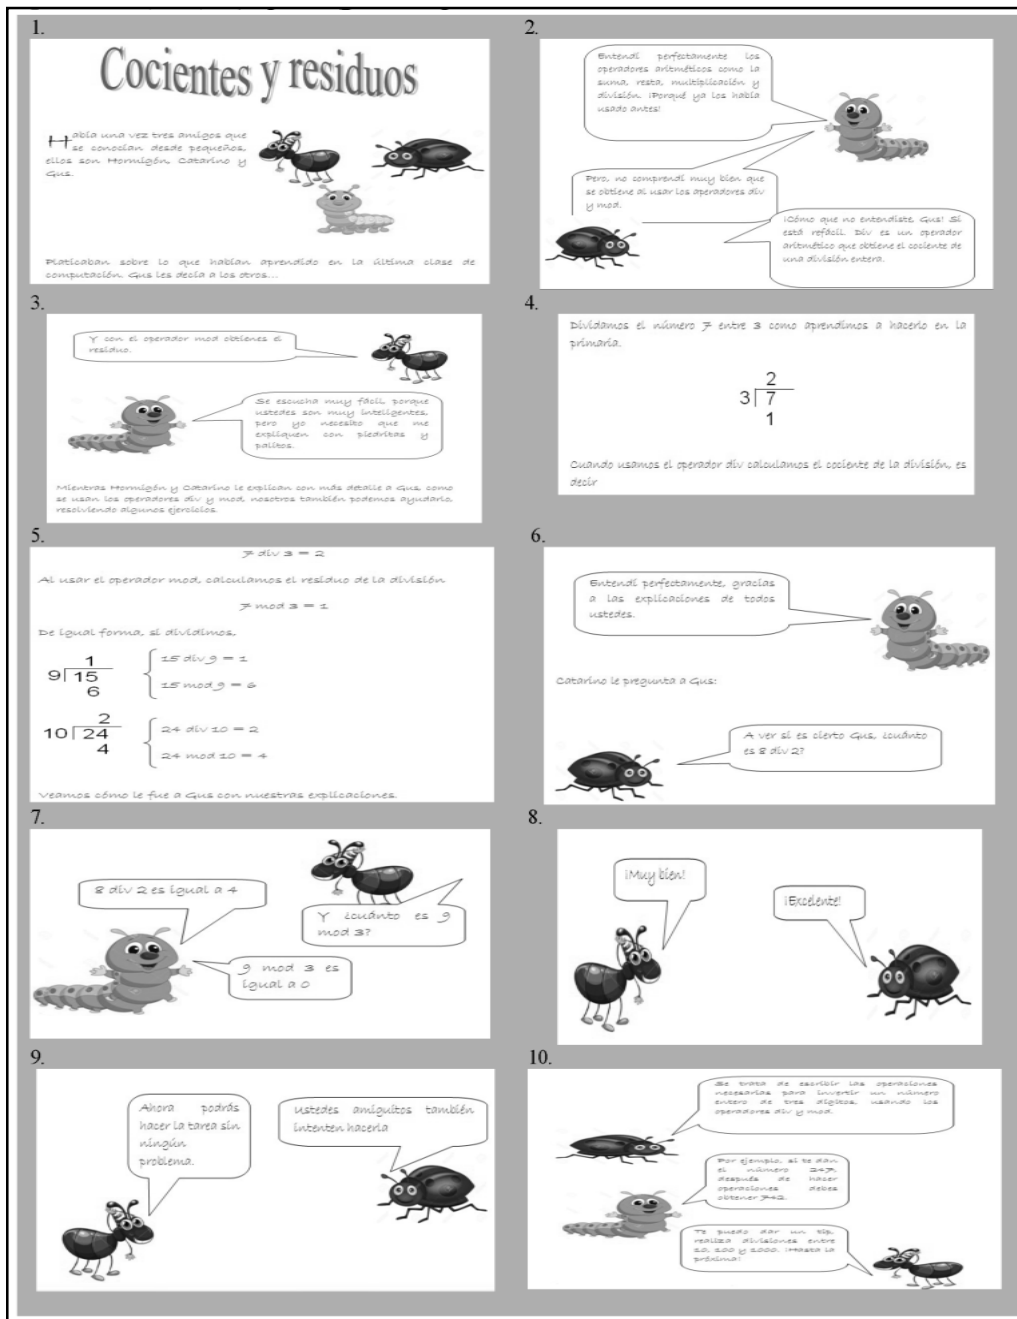 1.
Cocientes y residuos
Había una vez tres amigos que
se conocían desde pequeños,
ellos son Hormigón, Catarino y
Gus.
Platicaban sobre lo que habían aprendido en la última clase de
computación. Gus les decía a los otros...
2.
Entendí perfectamente los
operadores aritméticos como la
suma, resta, multiplicación y
división. ¡Porqué ya los había
usado antes!
Pero, no comprendí muy bien que
se obtiene al usar los operadores div
y mod.
¡Cómo que no entendiste, Gus! Si
está refácil. Div es un operador
aritmético que obtiene el cociente de
una división entera.
3.
Y con el operador mod obtienes el
residuo.
Se escucha muy fácil, porque
ustedes son muy inteligentes,
pero yo necesito que me
expliquen con piedritas y
palitos.
Mientras Hormigón y Catarino le explican con más detalle a Gus, como
se usan los operadores div y mod, nosotros también podemos ayudarlo,
resolviendo algunos ejercicios.
4.
Dividamos el número 7 entre 3 como aprendimos a hacerlo en la
primaria.
2
3 7
1
Cuando usamos el operador div calculamos el cociente de la división, es
decir
5.
7 div 3 = 2
Al usar el operador mod, calculamos el residuo de la división
7 mod 3 = 1
De igual forma, si dividimos,
1
9 15
6
15 div 9 = 1
15 mod 9 = 6
2
10 24
4
24 div 10 = 2
24 mod 10 = 4
Veamos cómo le fue a Gus con nuestras explicaciones.
6.
Entendí perfectamente, gracias
a las explicaciones de todos
ustedes.
Catarino le pregunta a Gus:
A ver si es cierto Gus, ¿cuánto
es 8 div 2?
7.
8 div 2 es igual a 4
Y ¿cuánto es 9
mod 3?
9 mod 3 es
igual a 0
8.
¡Muy bien!
¡Excelente!
9.
Ahora podrás
hacer la tarea sin
ningún
problema.
Ustedes amiguitos también
intenten hacerla
10.
Se trata de escribir las operaciones
necesarias para invertir un número
entero de tres dígitos, usando los
operadores div y mod.
Por ejemplo, si te dan
el número 247,
después de hacer
operaciones debes
obtener 742.
Te puedo dar un tip,
realiza divisiones entre
10, 100 y 1000. ¡Hasta la
próxima!